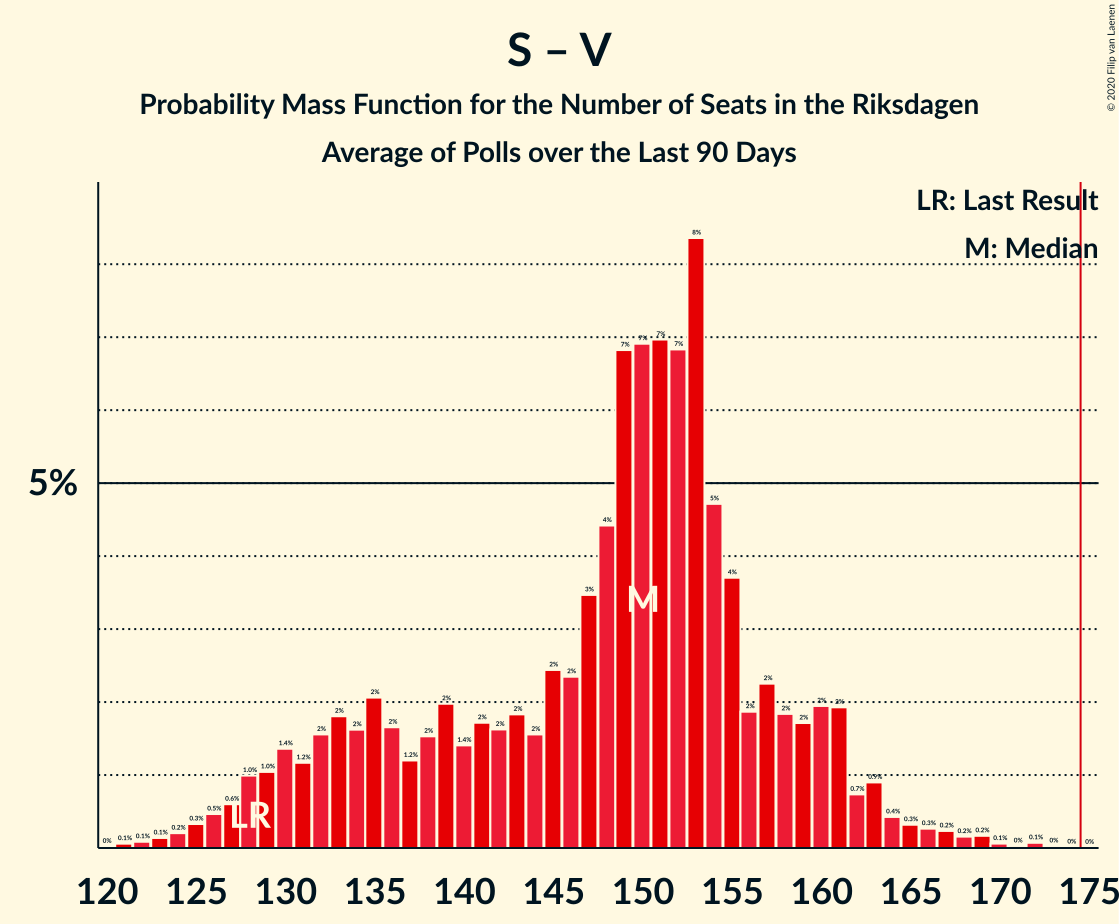 S – V
Probability Mass Function for the Number of Seats in the Riksdagen
Average of Polls over the Last 90 Days
© 2020 Filip van Laenen
LR: Last Result
M: Median
5%
0% 0.1% 0.1% 0.1% 0.2% 0.3% 0.5% 0.6% 1.0% 1.0% 1.4% 1.2% 2% 2% 2% 2% 2% 1.2% 2% 2% 1.4% 2% 2% 2% 2% 2% 2% 3% 4% 7% 7% 7% 7% 8% 5% 4% 2% 2% 2% 2% 2% 2% 0.7% 0.9% 0.4% 0.3% 0.3% 0.2% 0.2% 0.2% 0.1% 0% 0.1% 0% 0% 0%
M
LR
120 125 130 135 140 145 150 155 160 165 170 175